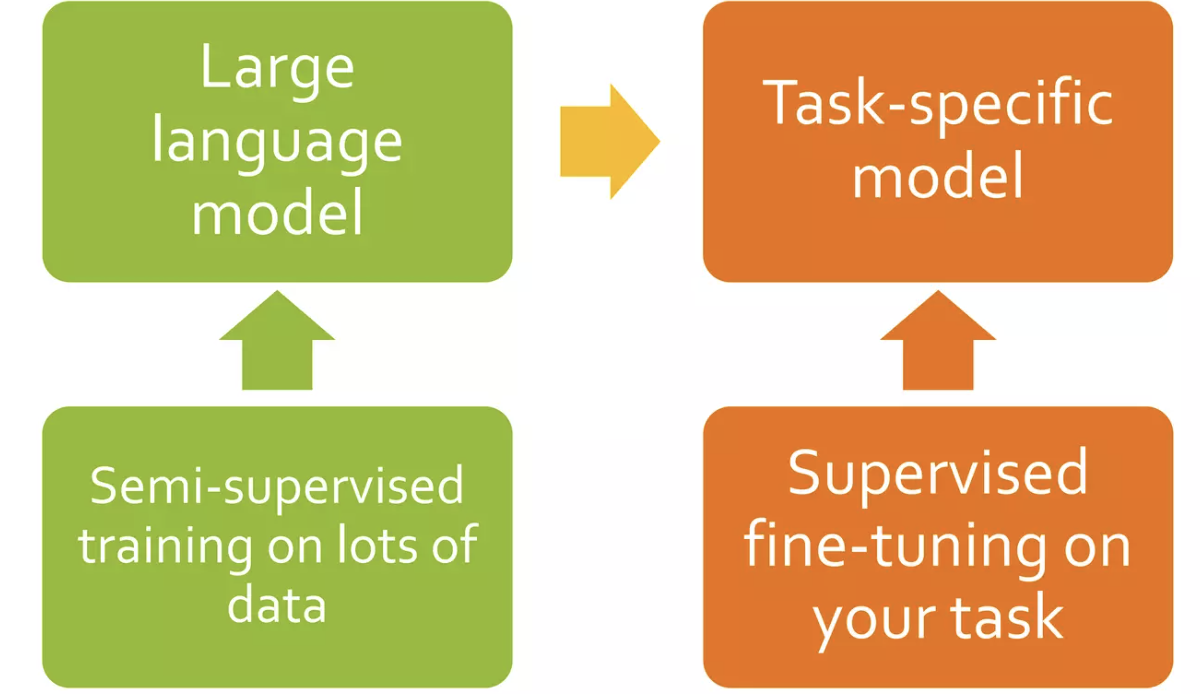 Large
language
model
Task-specific
model
Semi-supervised
training on lots of
data
Supervised
fine-tuning on
your task